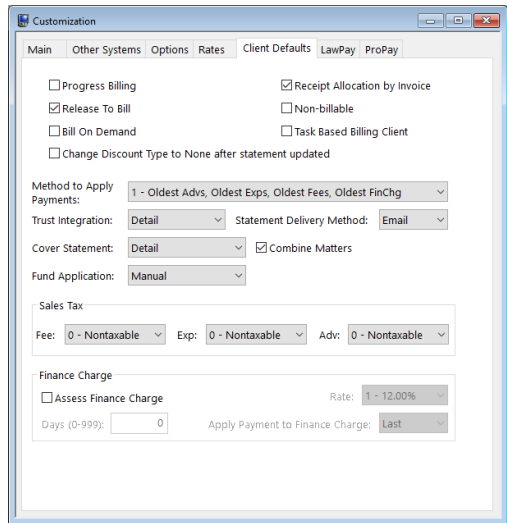 Customization
Main Other Systems Options Rates Client Defaults LawPay ProPay
Progress Billing Receipt Allocation by Invoice
Release To Bill Non-billable
Bill On Demand Task Based Billing Client
Change Discount Type to None after statement updated
Method to Apply
Payments: 1 - Oldest Advs, Oldest Exps, Oldest Fees, Oldest FinChg
Trust Integration: Detail Statement Delivery Method: Email
Cover Statement: Detail Combine Matters
Fund Application: Manual
Sales Tax
Fee: 0 - Nontaxable Exp: 0 - Nontaxable Adv: 0 - Nontaxable
Finance Charge
Assess Finance Charge Rate: 1 - 12.00%
Days (0-999): 0 Apply Payment to Finance Charge: Last